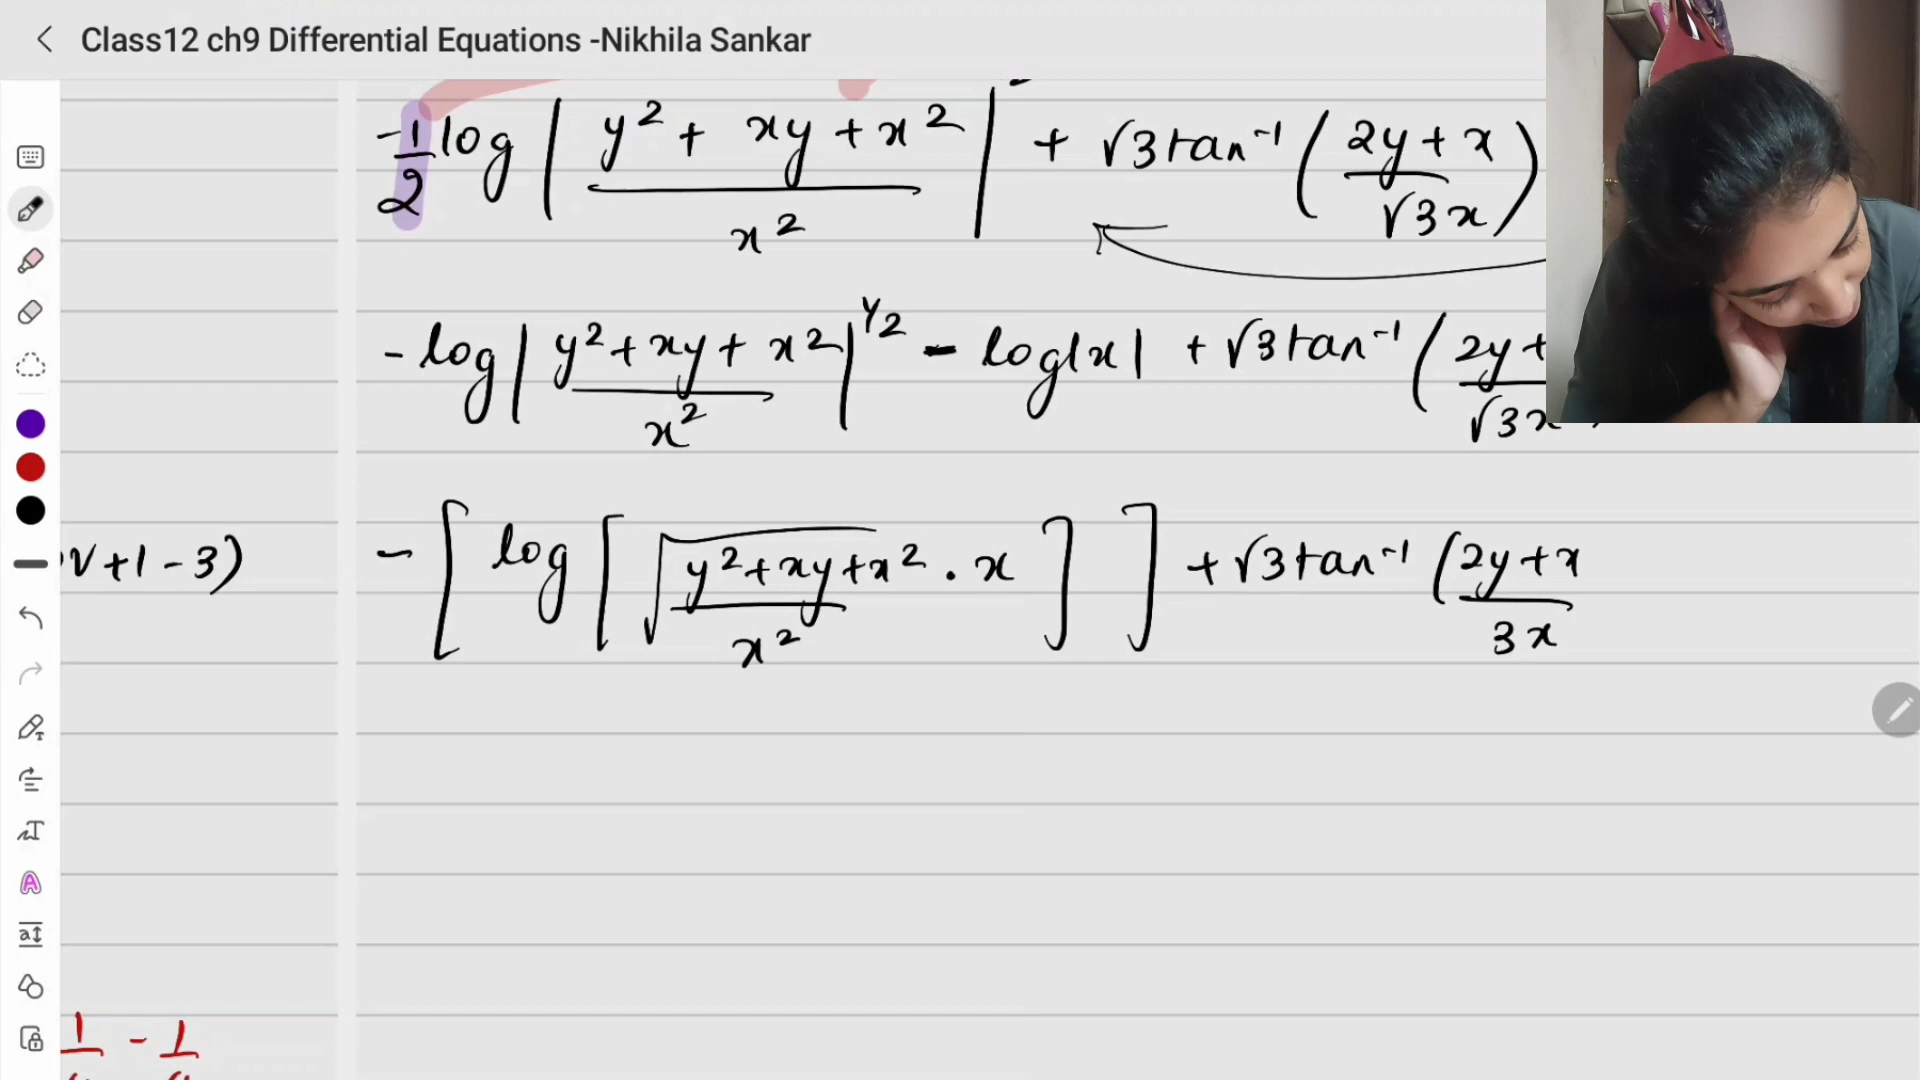 Class12 ch9 Differential Equations -Nikhila Sankar
-1/2 log | (y² + xy + x²)/x² | + √3 tan⁻¹ ( (2y + x)/(√3x) )
- log | (y² + xy + x²)/x² |^1/2 - log|x| + √3 tan⁻¹ ( (2y +)/(√3x)
v + 1 - 3)
- [ log [ √((y² + xy + x²)/x²) . x ] ] + √3 tan⁻¹ ( (2y + x)/(3x)
1 - 1